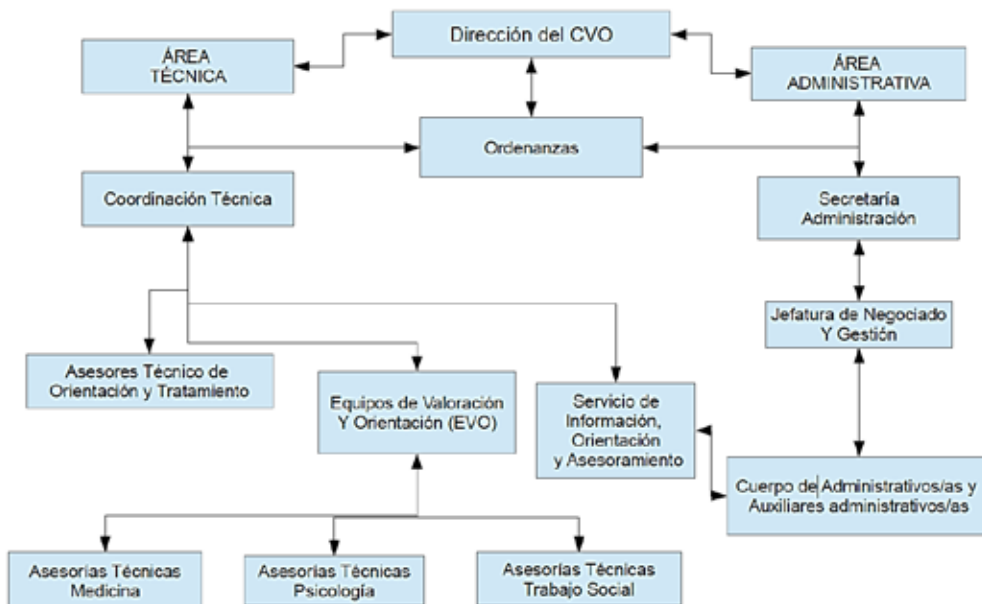 Dirección del CVO
ÁREA
TÉCNICA
ÁREA
ADMINISTRATIVA
Ordenanzas
Coordinación Técnica
Secretaría
Administración
Jefatura de Negociado
Y Gestión
Asesores Técnico de
Orientación y Tratamiento
Equipos de Valoración
Y Orientación (EVO)
Servicio de
Información,
Orientación
y Asesoramiento
Cuerpo de Administrativos/as y
Auxiliares administrativos/as
Asesorías Técnicas
Medicina
Asesorías Técnicas
Psicología
Asesorías Técnicas
Trabajo Social